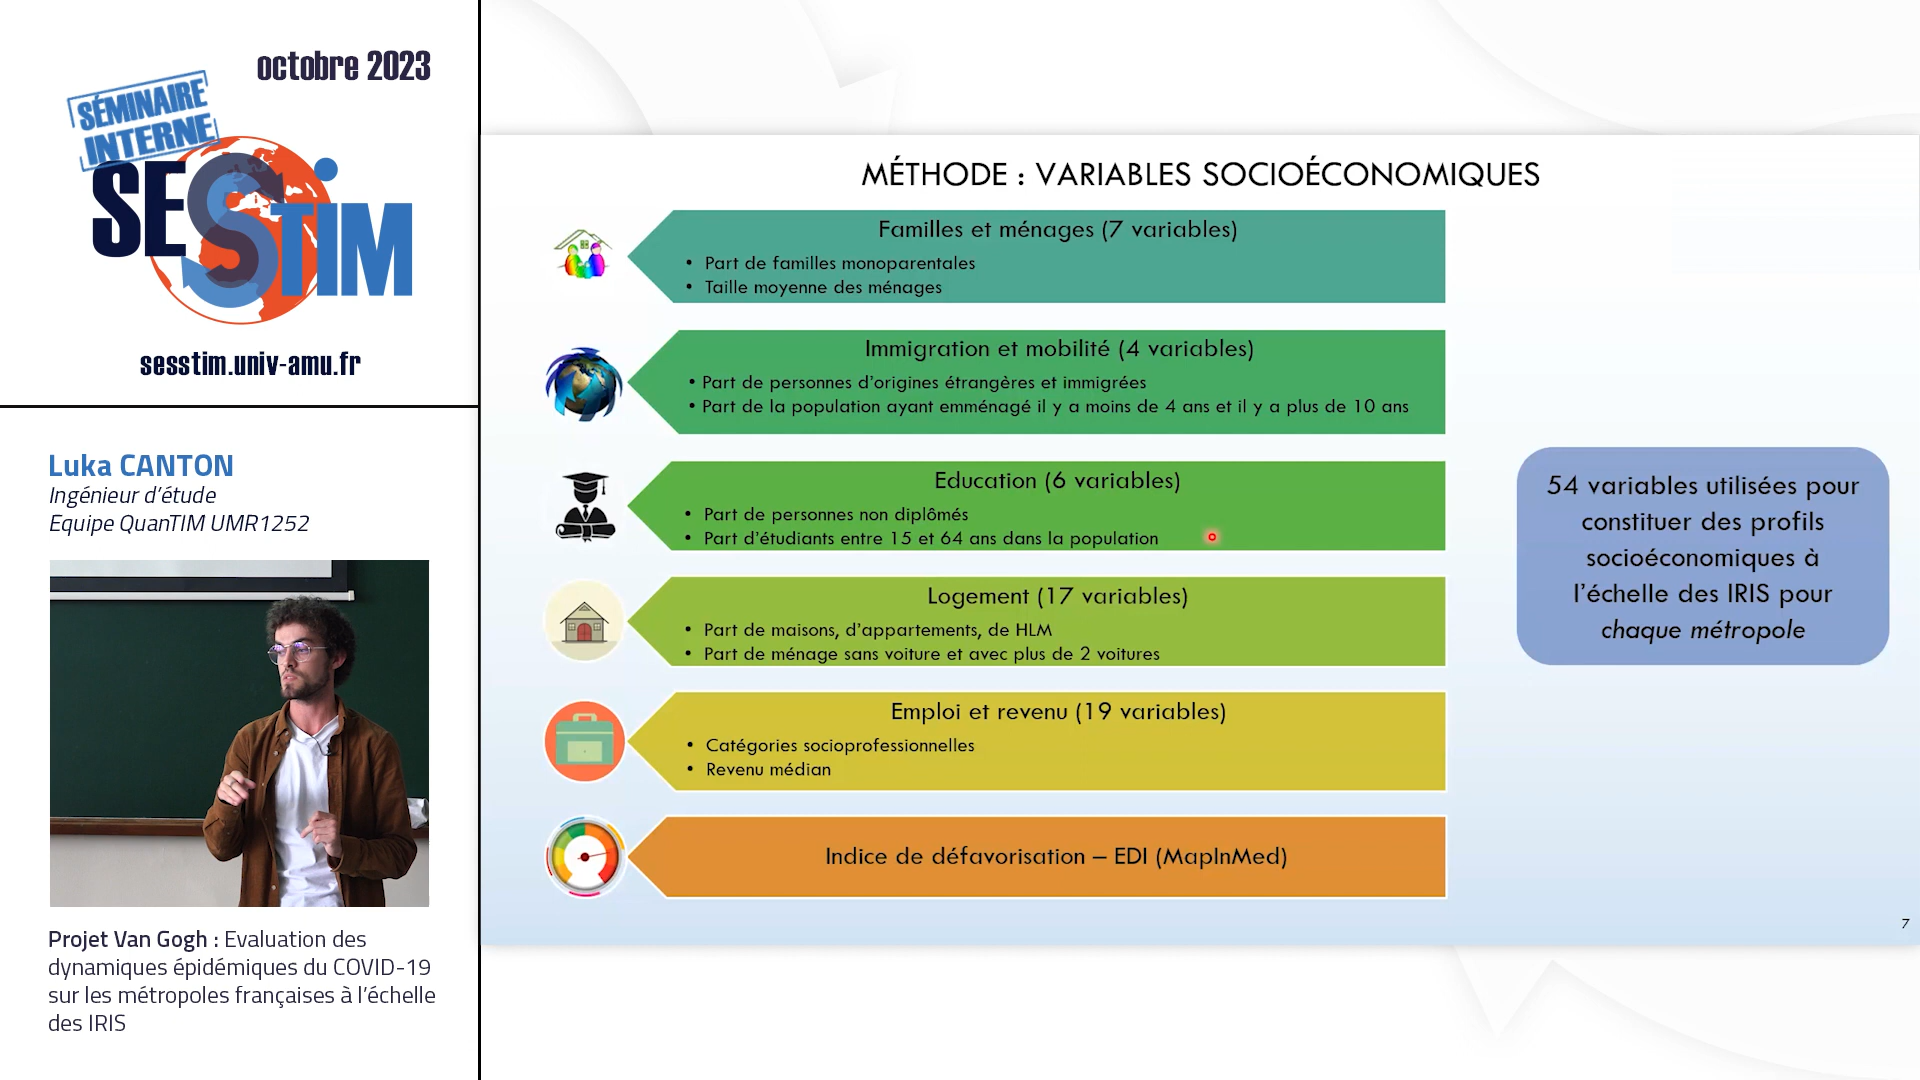 octobre 2023
SÉMINAIRE
INTERNE
SESSTIM
sesstim.univ-amu.fr
Luka CANTON
Ingénieur d'étude
Equipe QuanTIM UMR1252
Projet Van Gogh : Evaluation des
dynamiques épidémiques du COVID-19
sur les métropoles françaises à l'échelle
des IRIS
MÉTHODE : VARIABLES SOCIOÉCONOMIQUES
Familles et ménages (7 variables)
• Part de familles monoparentales
• Taille moyenne des ménages
Immigration et mobilité (4 variables)
• Part de personnes d'origines étrangères et immigrées
• Part de la population ayant emménagé il y a moins de 4 ans et il y a plus de 10 ans
Education (6 variables)
• Part de personnes non diplômés
• Part d'étudiants entre 15 et 64 ans dans la population
Logement (17 variables)
• Part de maisons, d'appartements, de HLM
• Part de ménage sans voiture et avec plus de 2 voitures
Emploi et revenu (19 variables)
• Catégories socioprofessionnelles
• Revenu médian
Indice de défavorisation – EDI (MapInMed)
54 variables utilisées pour
constituer des profils
socioéconomiques à
l'échelle des IRIS pour
chaque métropole
7